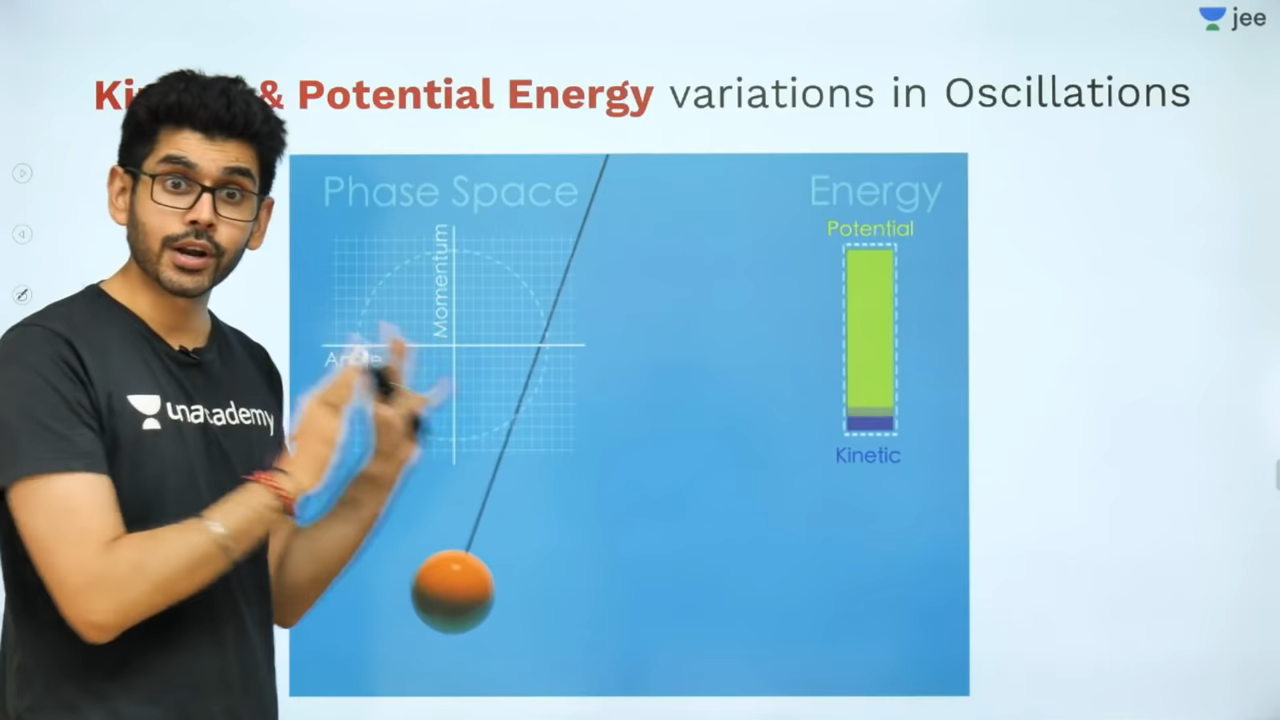 jee
& Potential Energy variations in Oscillations
Phase Space
Energy
Potential
Momentum
Kinetic
unacademy